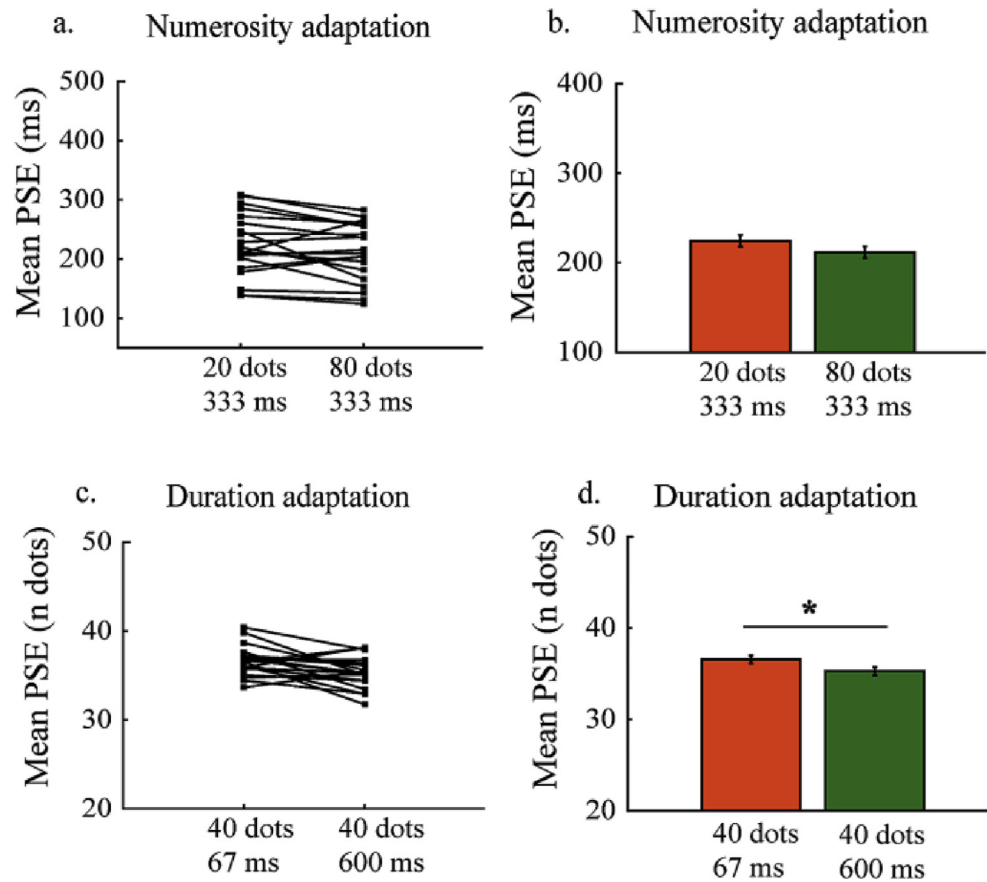 a. Numerosity adaptation
Mean PSE (ms)
500
400
300
200
100
20 dots 80 dots
333 ms 333 ms
b. Numerosity adaptation
Mean PSE (ms)
400
300
200
100
20 dots 80 dots
333 ms 333 ms
c. Duration adaptation
Mean PSE (n dots)
50
40
30
20
40 dots 40 dots
67 ms 600 ms
d. Duration adaptation
Mean PSE (n dots)
50
40
30
20
*
40 dots 40 dots
67 ms 600 ms